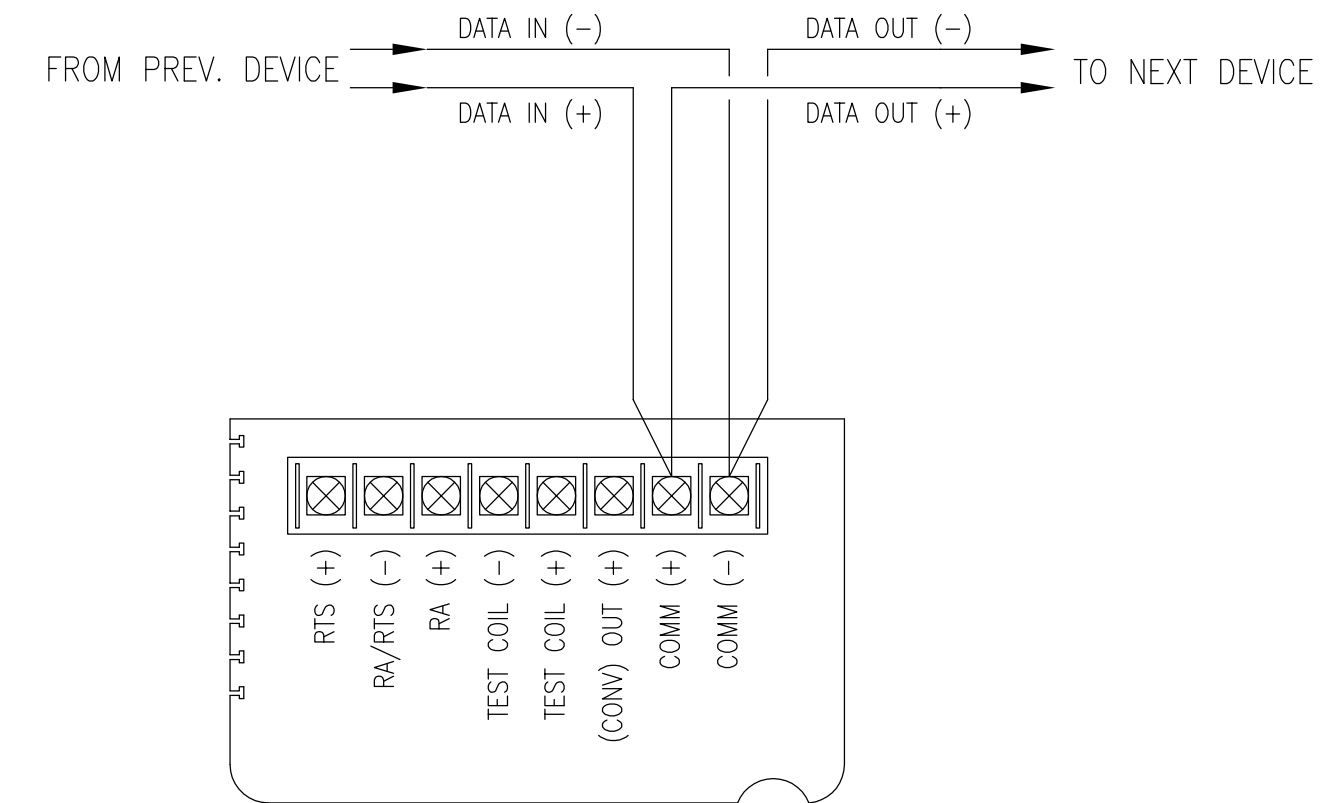 DATA IN (-)
DATA OUT (-)
FROM PREV. DEVICE
TO NEXT DEVICE
DATA IN (+)
DATA OUT (+)
RTS (+)
RA/RTS (-)
RA (+)
TEST COIL (-)
TEST COIL (+)
(CONV) OUT (+)
COMM (+)
COMM (-)